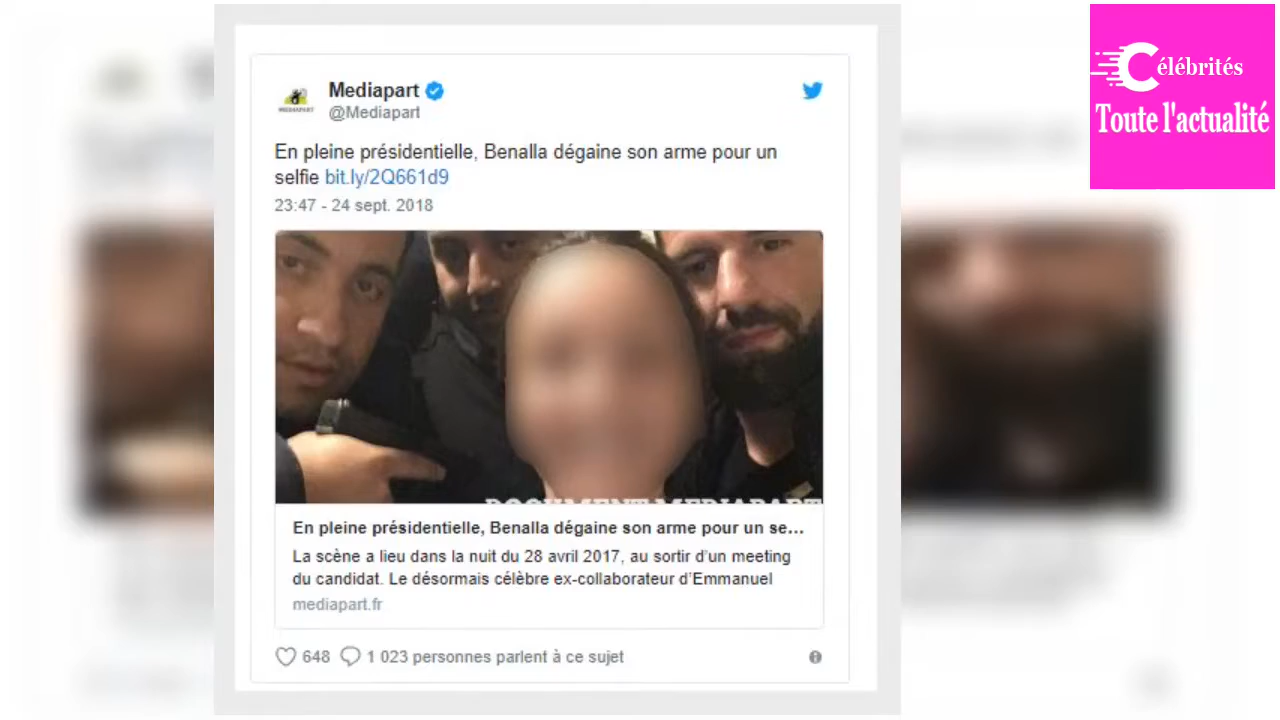 Célébrités
Toute l'actualité
Mediapart
@Mediapart
MEDIAPART
En pleine présidentielle, Benalla dégaine son arme pour un
selfie bit.ly/2Q661d9
23:47 - 24 sept. 2018
DOCUMENT MEDIAPART
En pleine présidentielle, Benalla dégaine son arme pour un se...
La scène a lieu dans la nuit du 28 avril 2017, au sortir d'un meeting
du candidat. Le désormais célèbre ex-collaborateur d'Emmanuel
mediapart.fr
648 1 023 personnes parlent à ce sujet